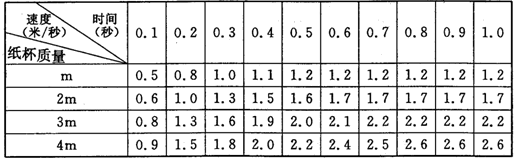 速度 (米/秒) 时间 (秒) 纸杯质量 0.1 0.2 0.3 0.4 0.5 0.6 0.7 0.8 0.9 1.0
m 0.5 0.8 1.0 1.1 1.2 1.2 1.2 1.2 1.2 1.2
2m 0.6 1.0 1.3 1.5 1.6 1.7 1.7 1.7 1.7 1.7
3m 0.8 1.3 1.6 1.9 2.0 2.1 2.2 2.2 2.2 2.2
4m 0.9 1.5 1.8 2.0 2.2 2.4 2.5 2.6 2.6 2.6